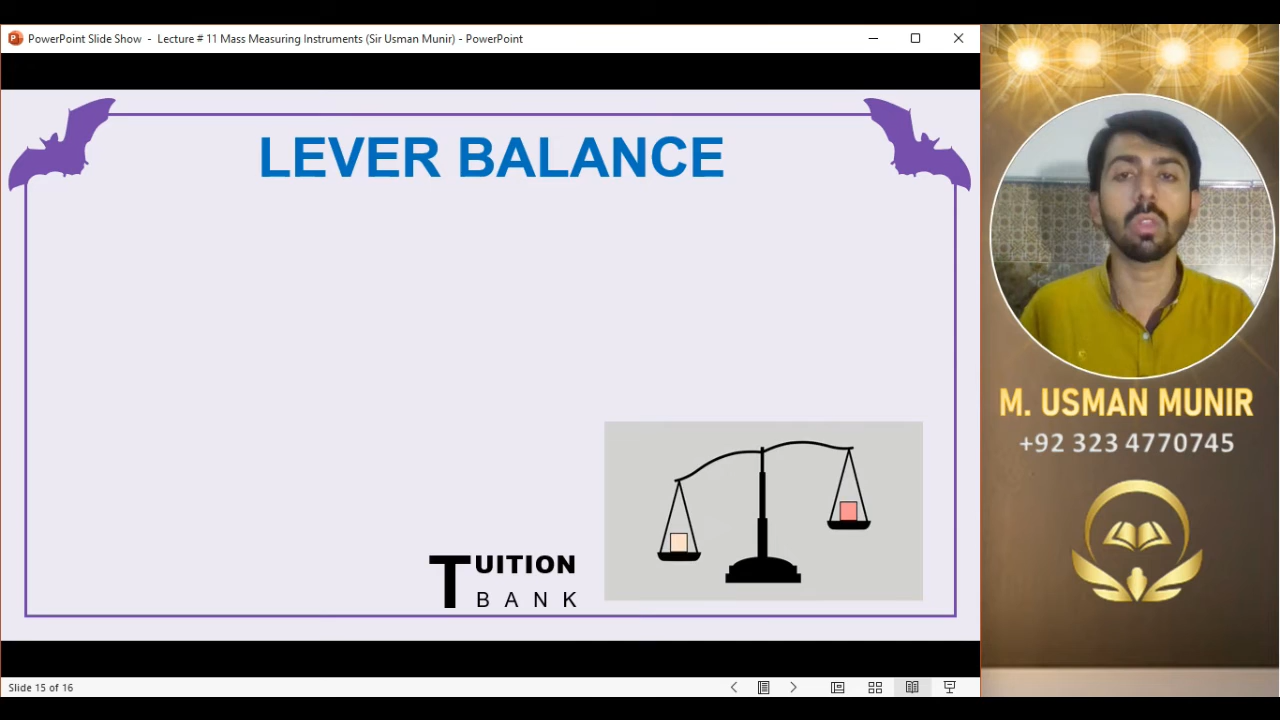 PowerPoint Slide Show - Lecture # 11 Mass Measuring Instruments (Sir Usman Munir) - PowerPoint
LEVER BALANCE
TUITION
BANK
M. USMAN MUNIR
+92 323 4770745
Slide 15 of 16